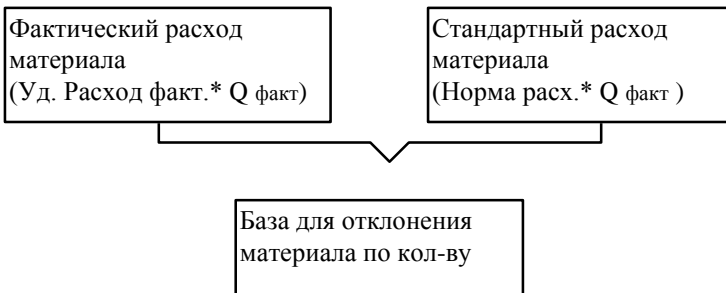 Фактический расход
материала
(Уд. Расход факт.* Q факт)
Стандартный расход
материала
(Норма расх.* Q факт )
База для отклонения
материала по кол-ву